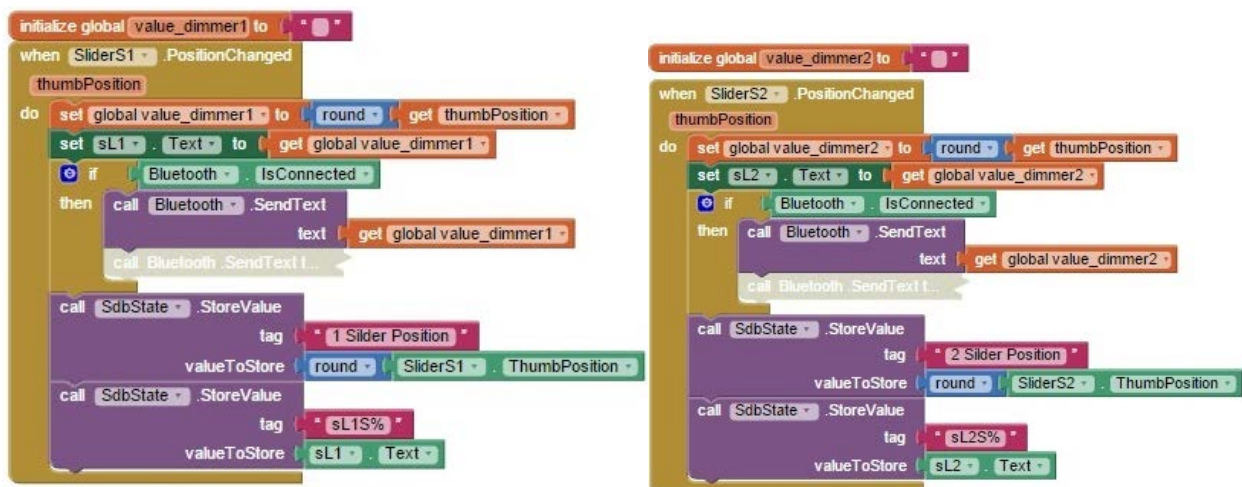 initialize global value_dimmer1 to " "
when SliderS1 .PositionChanged
thumbPosition
do set global value_dimmer1 to round get thumbPosition
set sL1 . Text to get global value_dimmer1
if Bluetooth . IsConnected
then call Bluetooth .SendText
text get global value_dimmer1
call Bluetooth .SendText t...
call SdbState .StoreValue
tag " 1 Silder Position "
valueToStore round SliderS1 . ThumbPosition
call SdbState .StoreValue
tag " sL1S% "
valueToStore sL1 . Text
initialize global value_dimmer2 to " "
when SliderS2 .PositionChanged
thumbPosition
do set global value_dimmer2 to round get thumbPosition
set sL2 . Text to get global value_dimmer2
if Bluetooth . IsConnected
then call Bluetooth .SendText
text get global value_dimmer2
call Bluetooth .SendText t...
call SdbState .StoreValue
tag " 2 Silder Position "
valueToStore round SliderS2 . ThumbPosition
call SdbState .StoreValue
tag " sL2S% "
valueToStore sL2 . Text